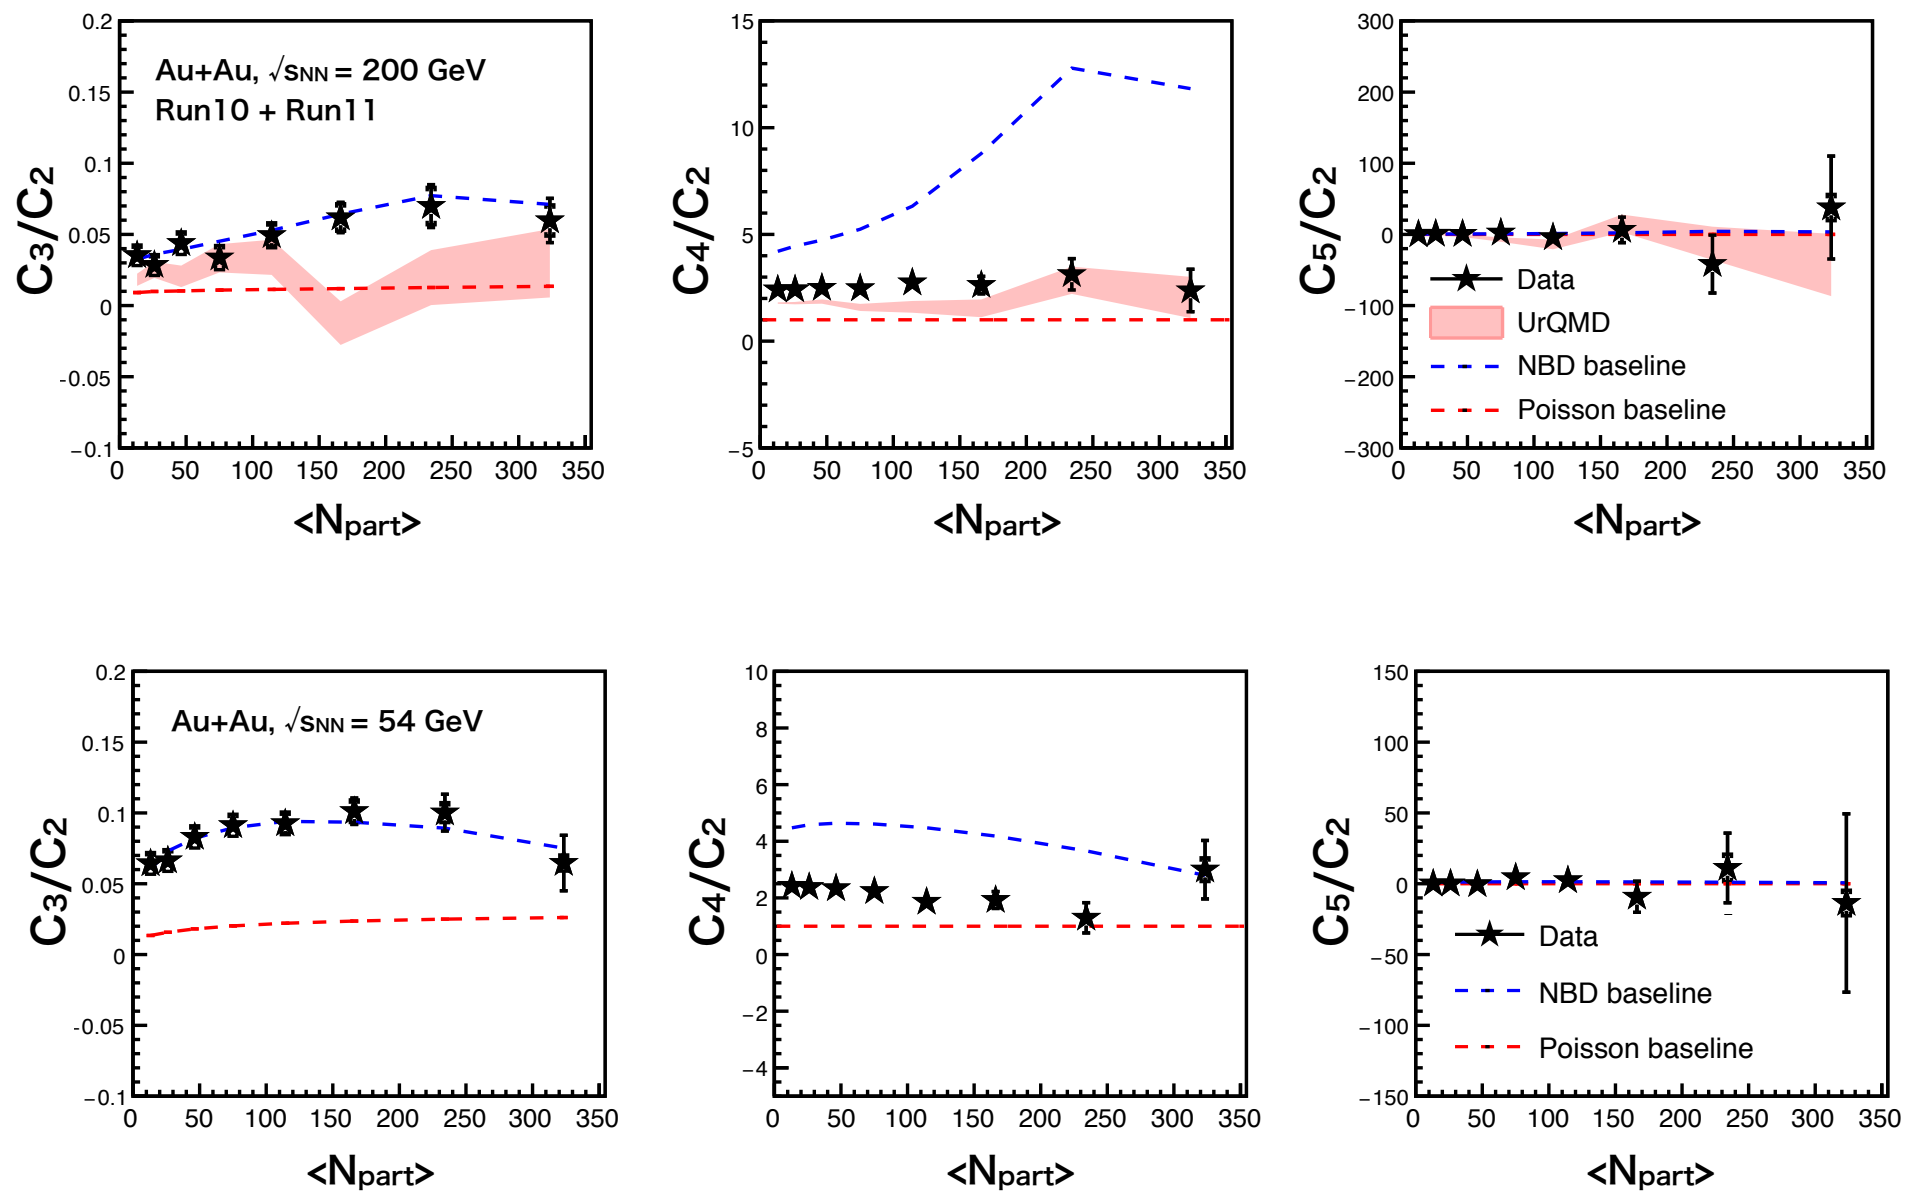 Au+Au, √sNN = 200 GeV
Run10 + Run11
C3/C2
0.2
0.15
0.1
0.05
0
-0.05
−0.1
0 50 100 150 200 250 300 350
<Npart>
C4/C2
15
10
5
0
−5
0 50 100 150 200 250 300 350
<Npart>
C5/C2
300
200
100
0
−100
−200
−300
Data
UrQMD
NBD baseline
Poisson baseline
0 50 100 150 200 250 300 350
<Npart>
Au+Au, √sNN = 54 GeV
C3/C2
0.2
0.15
0.1
0.05
0
-0.05
−0.1
0 50 100 150 200 250 300 350
<Npart>
C4/C2
10
8
6
4
2
0
−2
−4
0 50 100 150 200 250 300 350
<Npart>
C5/C2
150
100
50
0
−50
−100
−150
Data
NBD baseline
Poisson baseline
0 50 100 150 200 250 300 350
<Npart>